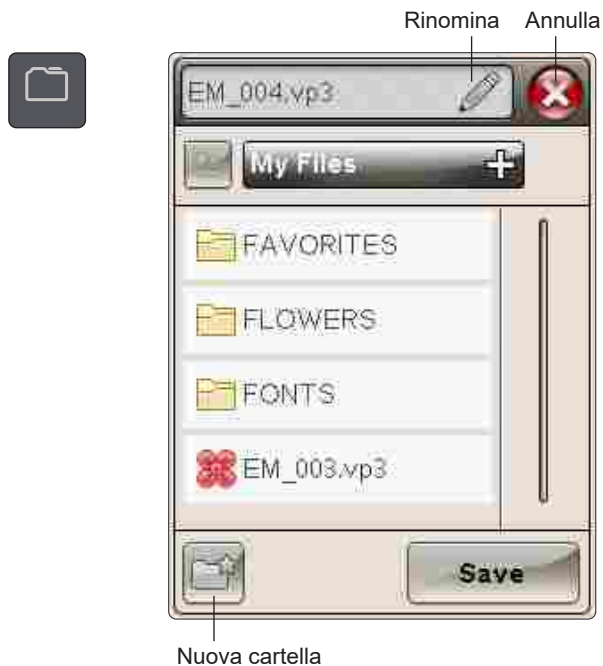 Rinomina Annulla
EM_004.vp3
My Files
FAVORITES
FLOWERS
FONTS
EM_003.vp3
Save
Nuova cartella